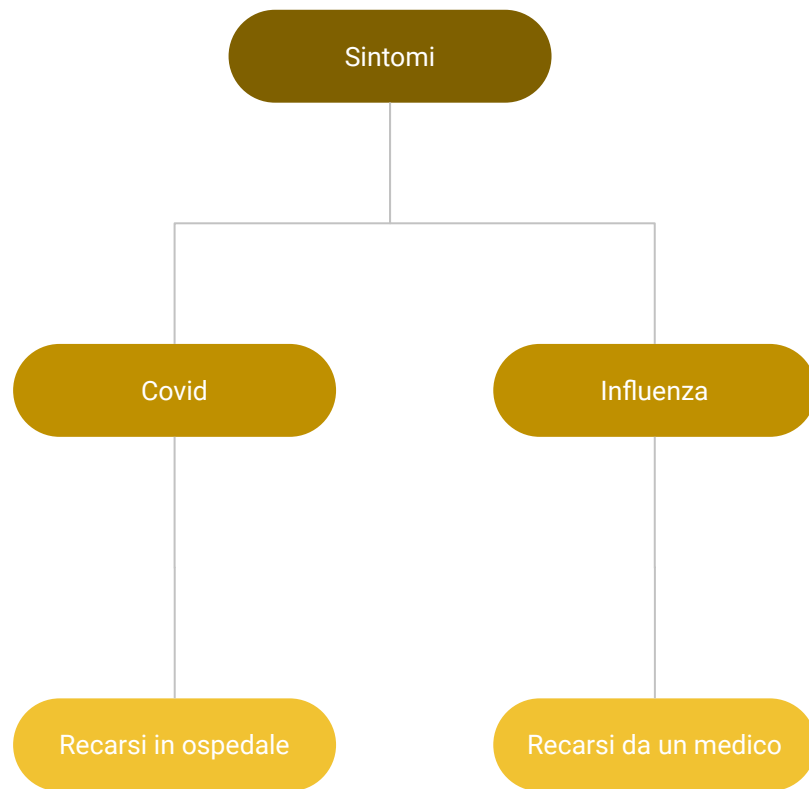 Sintomi
Covid
Influenza
Recarsi in ospedale
Recarsi da un medico